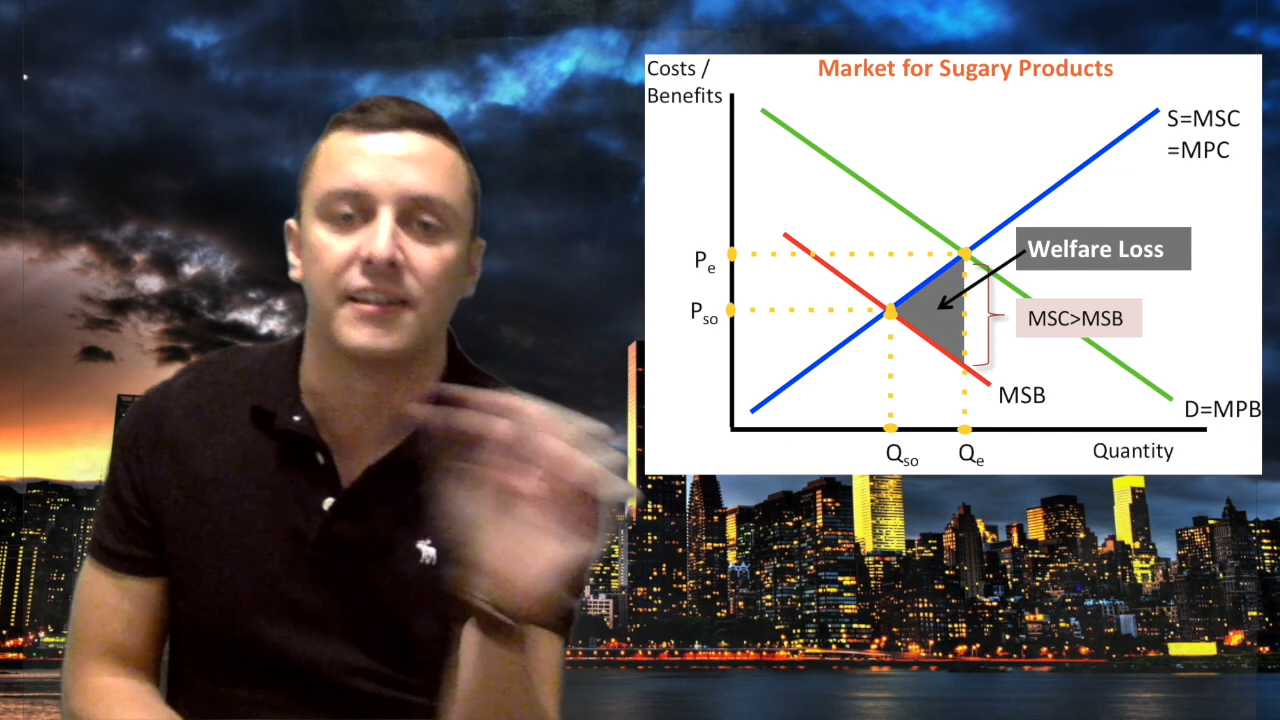 Market for Sugary Products
Costs /
Benefits
S=MSC
=MPC
Welfare Loss
Pe
Pso
MSC>MSB
MSB
D=MPB
Qso
Qe
Quantity